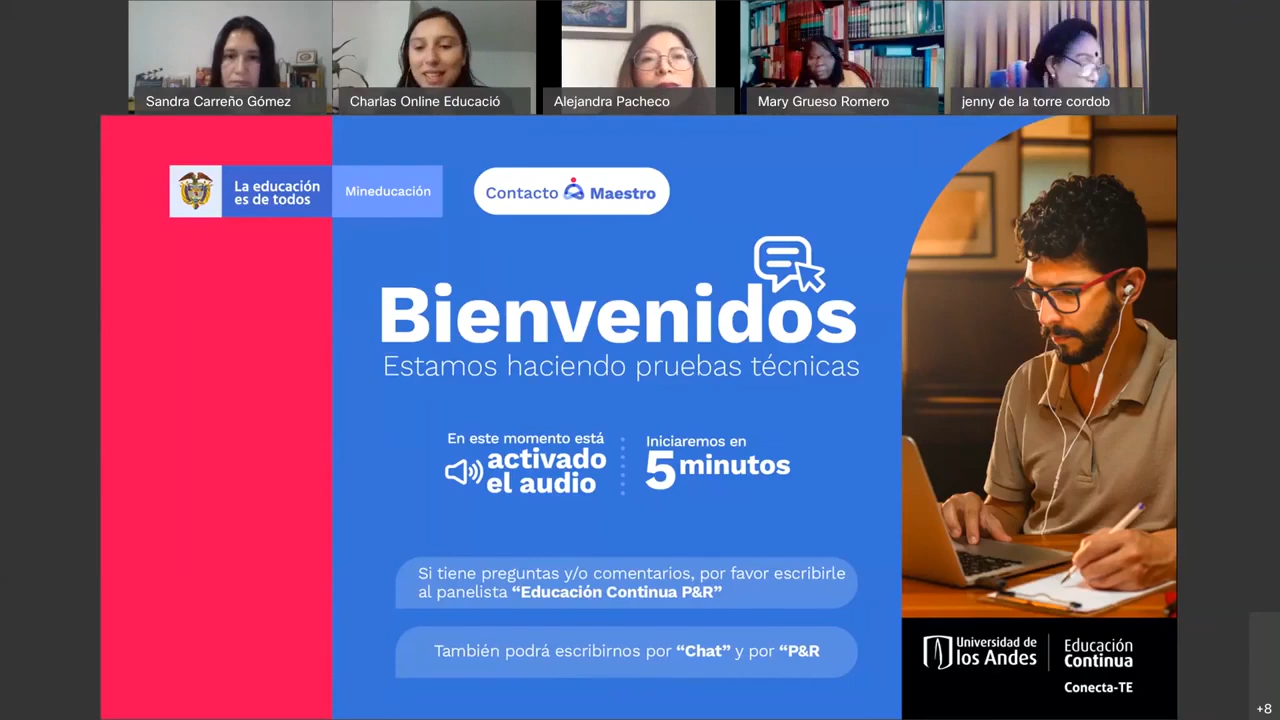 Sandra Carreño Gómez
Charlas Online Educació
Alejandra Pacheco
Mary Grueso Romero
jenny de la torre cordob
La educación
es de todos
Mineducación
Contacto Maestro
Bienvenidos
Estamos haciendo pruebas técnicas
En este momento está
activado
el audio
Iniciaremos en
5 minutos
Si tiene preguntas y/o comentarios, por favor escribirle
al panelista “Educación Continua P&R”
También podrá escribirnos por “Chat” y por “P&R
Universidad de
los Andes
Educación
Continua
Conecta-TE
+8